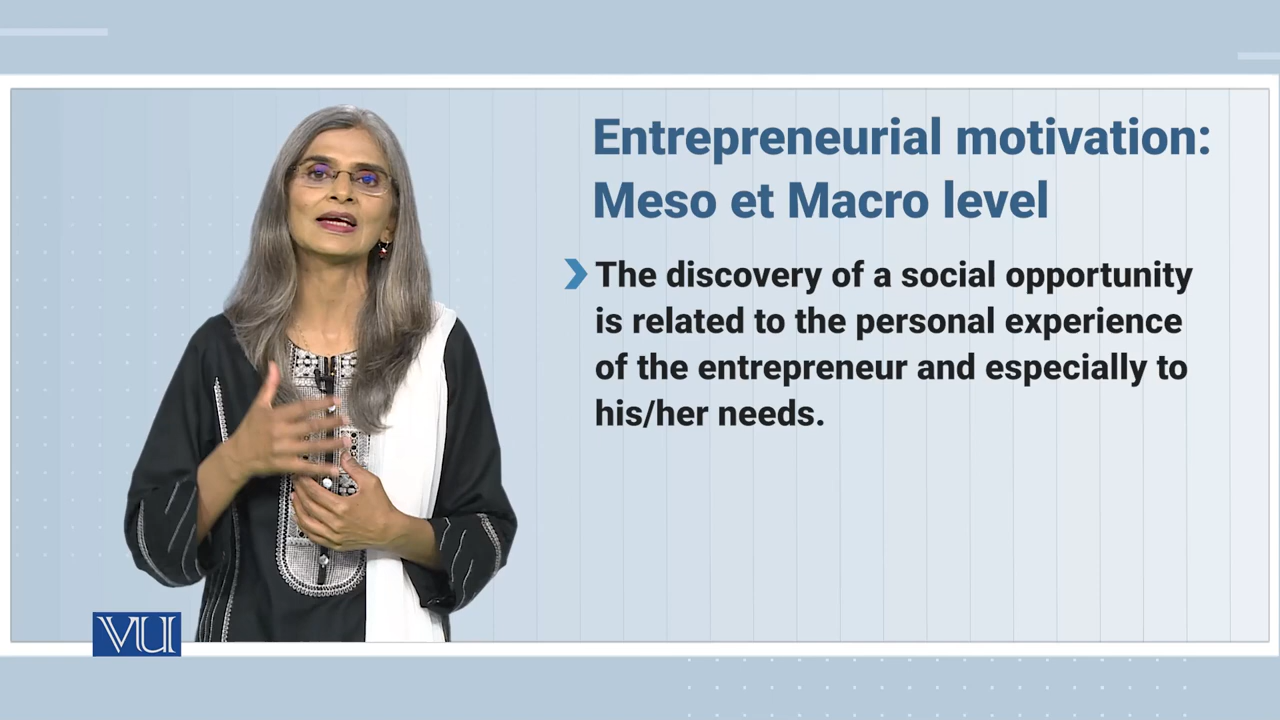 Entrepreneurial motivation:
Meso et Macro level
The discovery of a social opportunity
is related to the personal experience
of the entrepreneur and especially to
his/her needs.
VU